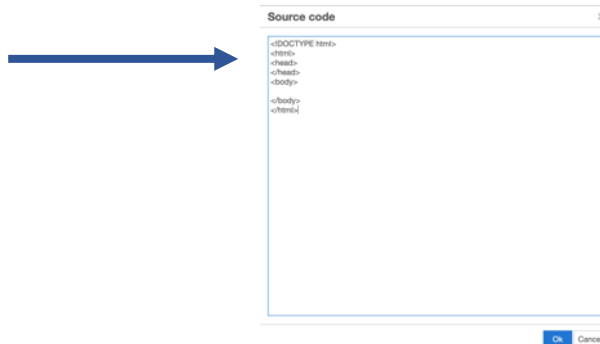 Source code
<!DOCTYPE html>
<html>
<head>
</head>
<body>
</body>
</html>
Ok Cance